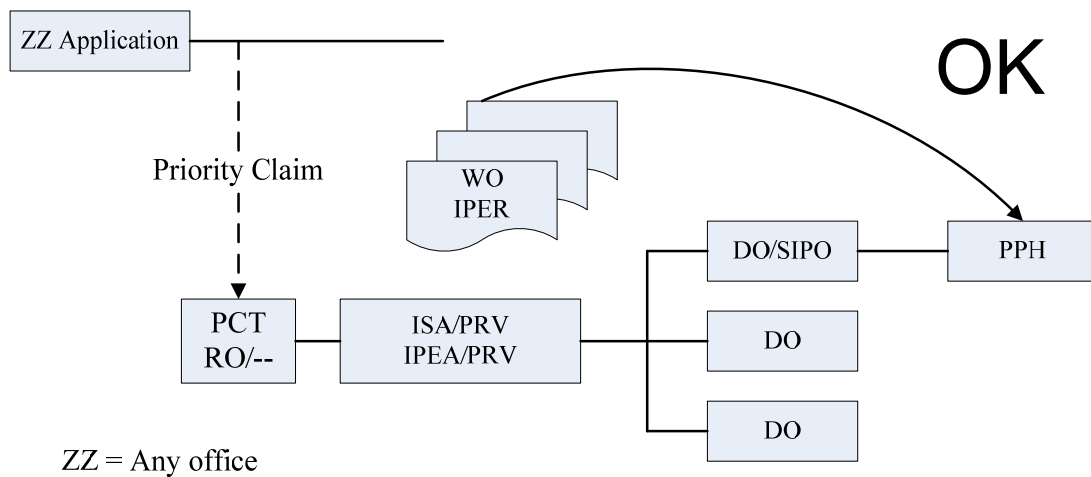 ZZ Application
OK
Priority Claim
WO
IPER
DO/SIPO
PPH
PCT
RO/--
ISA/PRV
IPEA/PRV
DO
DO
ZZ = Any office